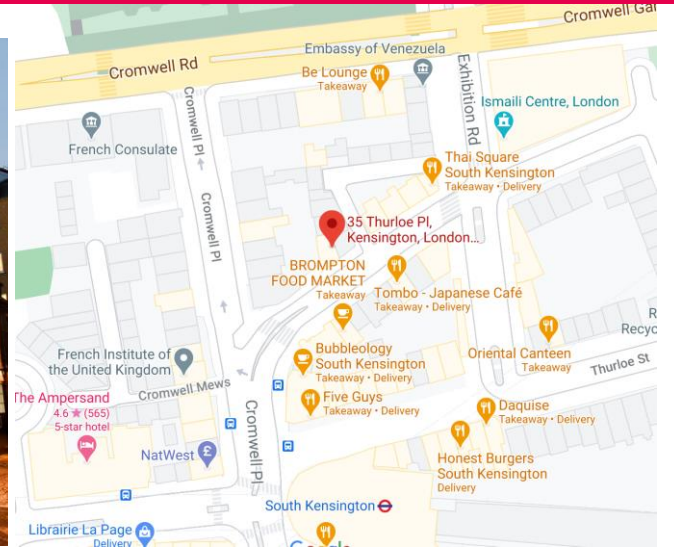 Cromwell Gar
Cromwell Rd
Embassy of Venezuela
Be Lounge
Takeaway
Exhibition Rd
Cromwell Pl
Ismaili Centre, London
French Consulate
Thai Square
South Kensington
Takeaway • Delivery
Cromwell Pl
35 Thurloe Pl,
Kensington, London...
BROMPTON
FOOD MARKET
Takeaway
Tombo - Japanese Café
Takeaway • Delivery
R
Recyc
French Institute of
the United Kingdom
Bubbleology
South Kensington
Takeaway • Delivery
Oriental Canteen
Takeaway
Thurloe St
Cromwell Mews
The Ampersand
4.6 ★ (565)
5-star hotel
Five Guys
Takeaway • Delivery
Cromwell Pl
Daquise
Takeaway • Delivery
NatWest
Honest Burgers
South Kensington
Delivery
South Kensington
Librairie La Page
Delivery
Google